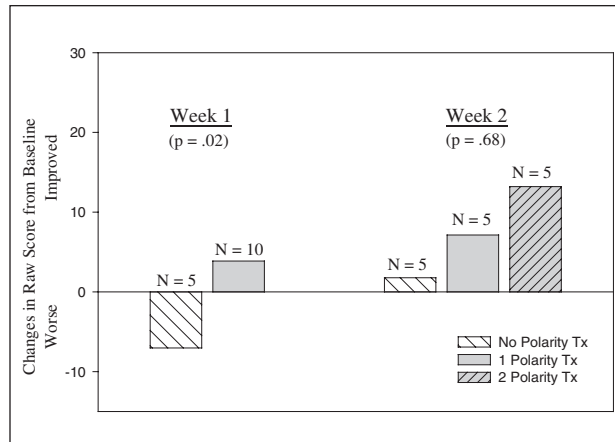 Changes in Raw Score from Baseline
Worse Improved
30
20
10
0
-10
Week 1
(p = .02)
N = 5
N = 10
Week 2
(p = .68)
N = 5
N = 5
N = 5
No Polarity Tx
1 Polarity Tx
2 Polarity Tx